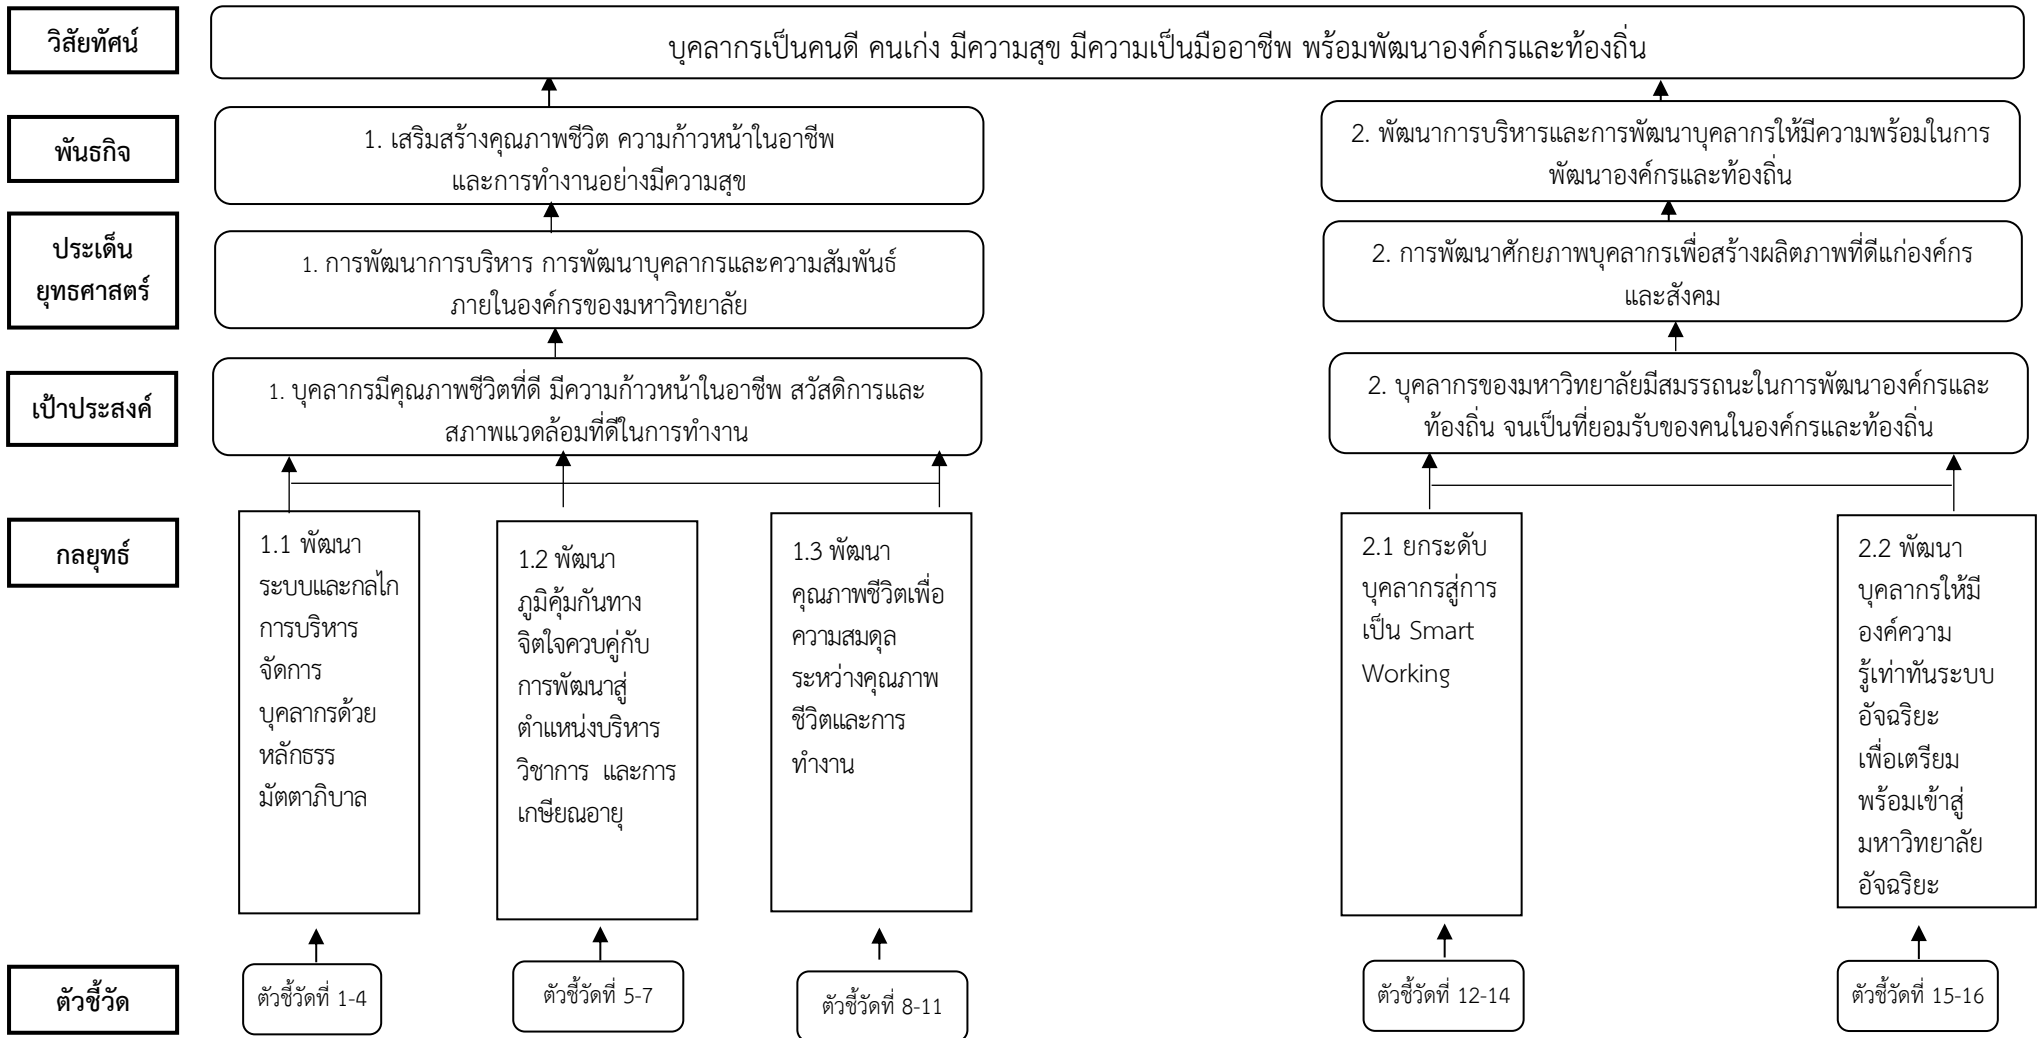 วิสัยทัศน์
บุคลากรเป็นคนดี คนเก่ง มีความสุข มีความเป็นมืออาชีพ พร้อมพัฒนาองค์กรและท้องถิ่น
พันธกิจ
1. เสริมสร้างคุณภาพชีวิต ความก้าวหน้าในอาชีพ
และการทำงานอย่างมีความสุข
2. พัฒนาการบริหารและการพัฒนาบุคลากรให้มีความพร้อมในการ
พัฒนาองค์กรและท้องถิ่น
ประเด็น
ยุทธศาสตร์
1. การพัฒนาการบริหาร การพัฒนาบุคลากรและความสัมพันธ์
ภายในองค์กรของมหาวิทยาลัย
2. การพัฒนาศักยภาพบุคลากรเพื่อสร้างผลิตภาพที่ดีแก่องค์กร
และสังคม
เป้าประสงค์
1. บุคลากรมีคุณภาพชีวิตที่ดี มีความก้าวหน้าในอาชีพ สวัสดิการและ
สภาพแวดล้อมที่ดีในการทำงาน
2. บุคลากรของมหาวิทยาลัยมีสมรรถนะในการพัฒนาองค์กรและ
ท้องถิ่น จนเป็นที่ยอมรับของคนในองค์กรและท้องถิ่น
กลยุทธ์
1.1 พัฒนา
ระบบและกลไก
การบริหาร
จัดการ
บุคลากรด้วย
หลักธรร
มัตตาภิบาล
1.2 พัฒนา
ภูมิคุ้มกันทาง
จิตใจควบคู่กับ
การพัฒนาสู่
ตำแหน่งบริหาร
วิชาการ และการ
เกษียณอายุ
1.3 พัฒนา
คุณภาพชีวิตเพื่อ
ความสมดุล
ระหว่างคุณภาพ
ชีวิตและการ
ทำงาน
2.1 ยกระดับ
บุคลากรสู่การ
เป็น Smart
Working
2.2 พัฒนา
บุคลากรให้มี
องค์ความ
รู้เท่าทันระบบ
อัจฉริยะ
เพื่อเตรียม
พร้อมเข้าสู่
มหาวิทยาลัย
อัจฉริยะ
ตัวชี้วัด
ตัวชี้วัดที่ 1-4
ตัวชี้วัดที่ 5-7
ตัวชี้วัดที่ 8-11
ตัวชี้วัดที่ 12-14
ตัวชี้วัดที่ 15-16